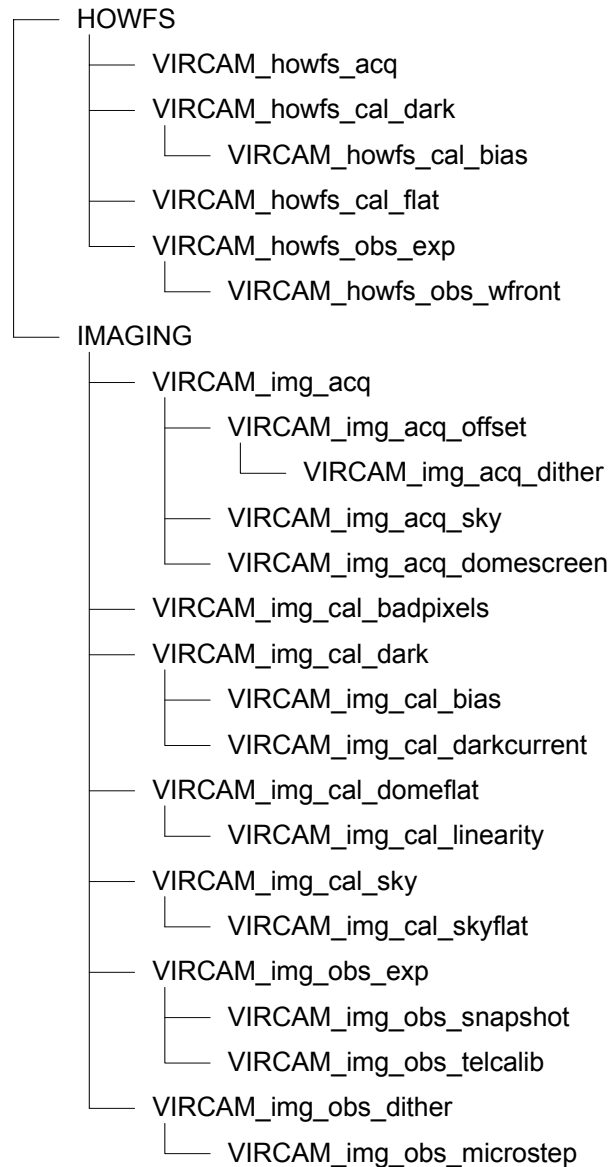 HOWFS
VIRCAM_howfs_acq
VIRCAM_howfs_cal_dark
VIRCAM_howfs_cal_bias
VIRCAM_howfs_cal_flat
VIRCAM_howfs_obs_exp
VIRCAM_howfs_obs_wfront
IMAGING
VIRCAM_img_acq
VIRCAM_img_acq_offset
VIRCAM_img_acq_dither
VIRCAM_img_acq_sky
VIRCAM_img_acq_domescreen
VIRCAM_img_cal_badpixels
VIRCAM_img_cal_dark
VIRCAM_img_cal_bias
VIRCAM_img_cal_darkcurrent
VIRCAM_img_cal_domeflat
VIRCAM_img_cal_linearity
VIRCAM_img_cal_sky
VIRCAM_img_cal_skyflat
VIRCAM_img_obs_exp
VIRCAM_img_obs_snapshot
VIRCAM_img_obs_telcalib
VIRCAM_img_obs_dither
VIRCAM_img_obs_microstep